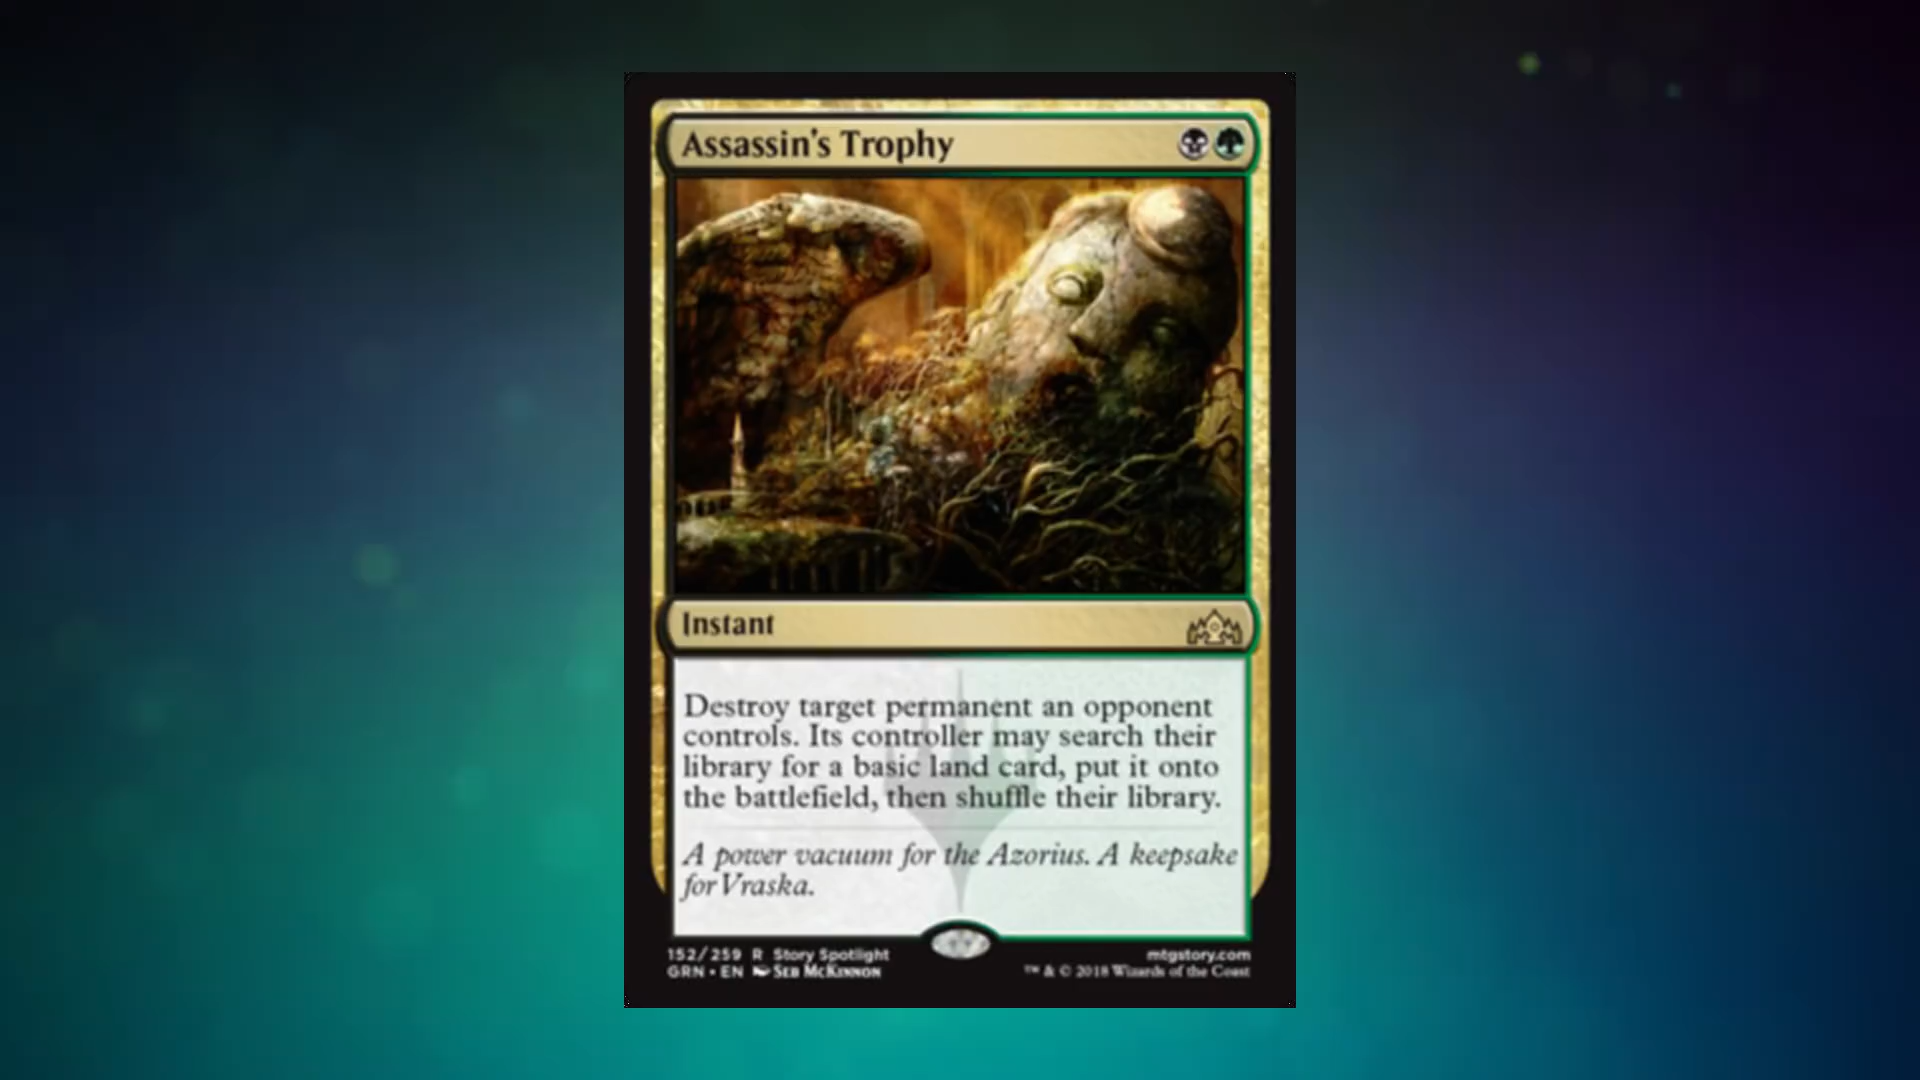 Assassin's Trophy
Instant
Destroy target permanent an opponent
controls. Its controller may search their
library for a basic land card, put it onto
the battlefield, then shuffle their library.
A power vacuum for the Azorius. A keepsake
for Vraska.
152/259 R Story Spotlight
mtgstory.com
GRN • EN Seb McKinnon
™ & © 2018 Wizards of the Coast